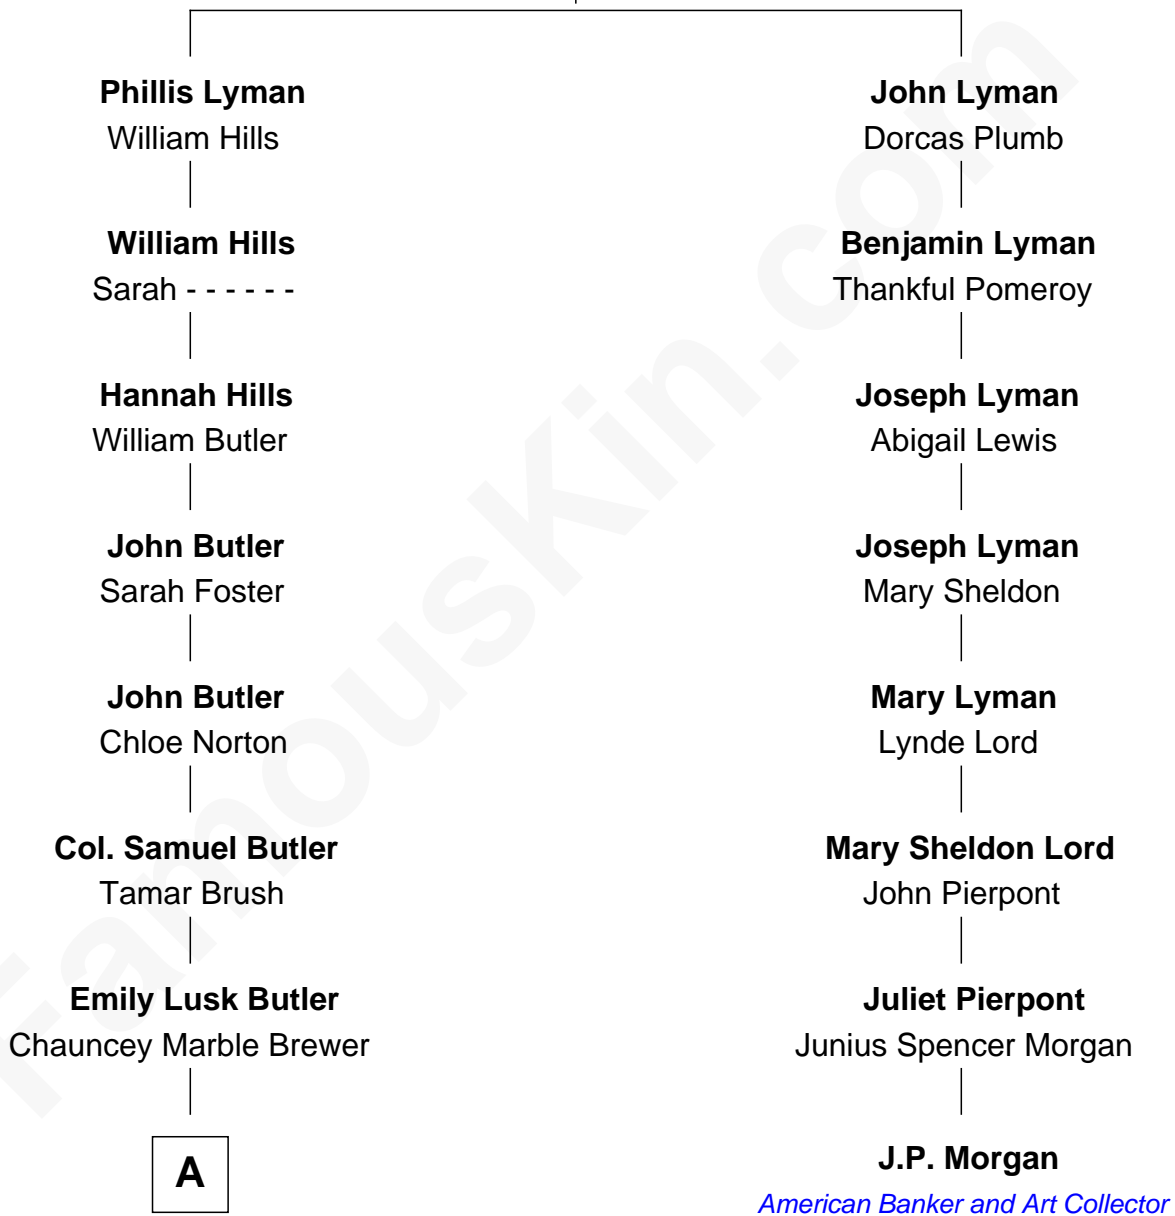 Phillis Lyman
William Hills
William Hills
Sarah - - - - - -
Hannah Hills
William Butler
John Butler
Sarah Foster
John Butler
Chloe Norton
Col. Samuel Butler
Tamar Brush
Emily Lusk Butler
Chauncey Marble Brewer
A
John Lyman
Dorcas Plumb
Benjamin Lyman
Thankful Pomeroy
Joseph Lyman
Abigail Lewis
Joseph Lyman
Mary Sheldon
Mary Lyman
Lynde Lord
Mary Sheldon Lord
John Pierpont
Juliet Pierpont
Junius Spencer Morgan
J.P. Morgan
American Banker and Art Collector
FamousKin.com